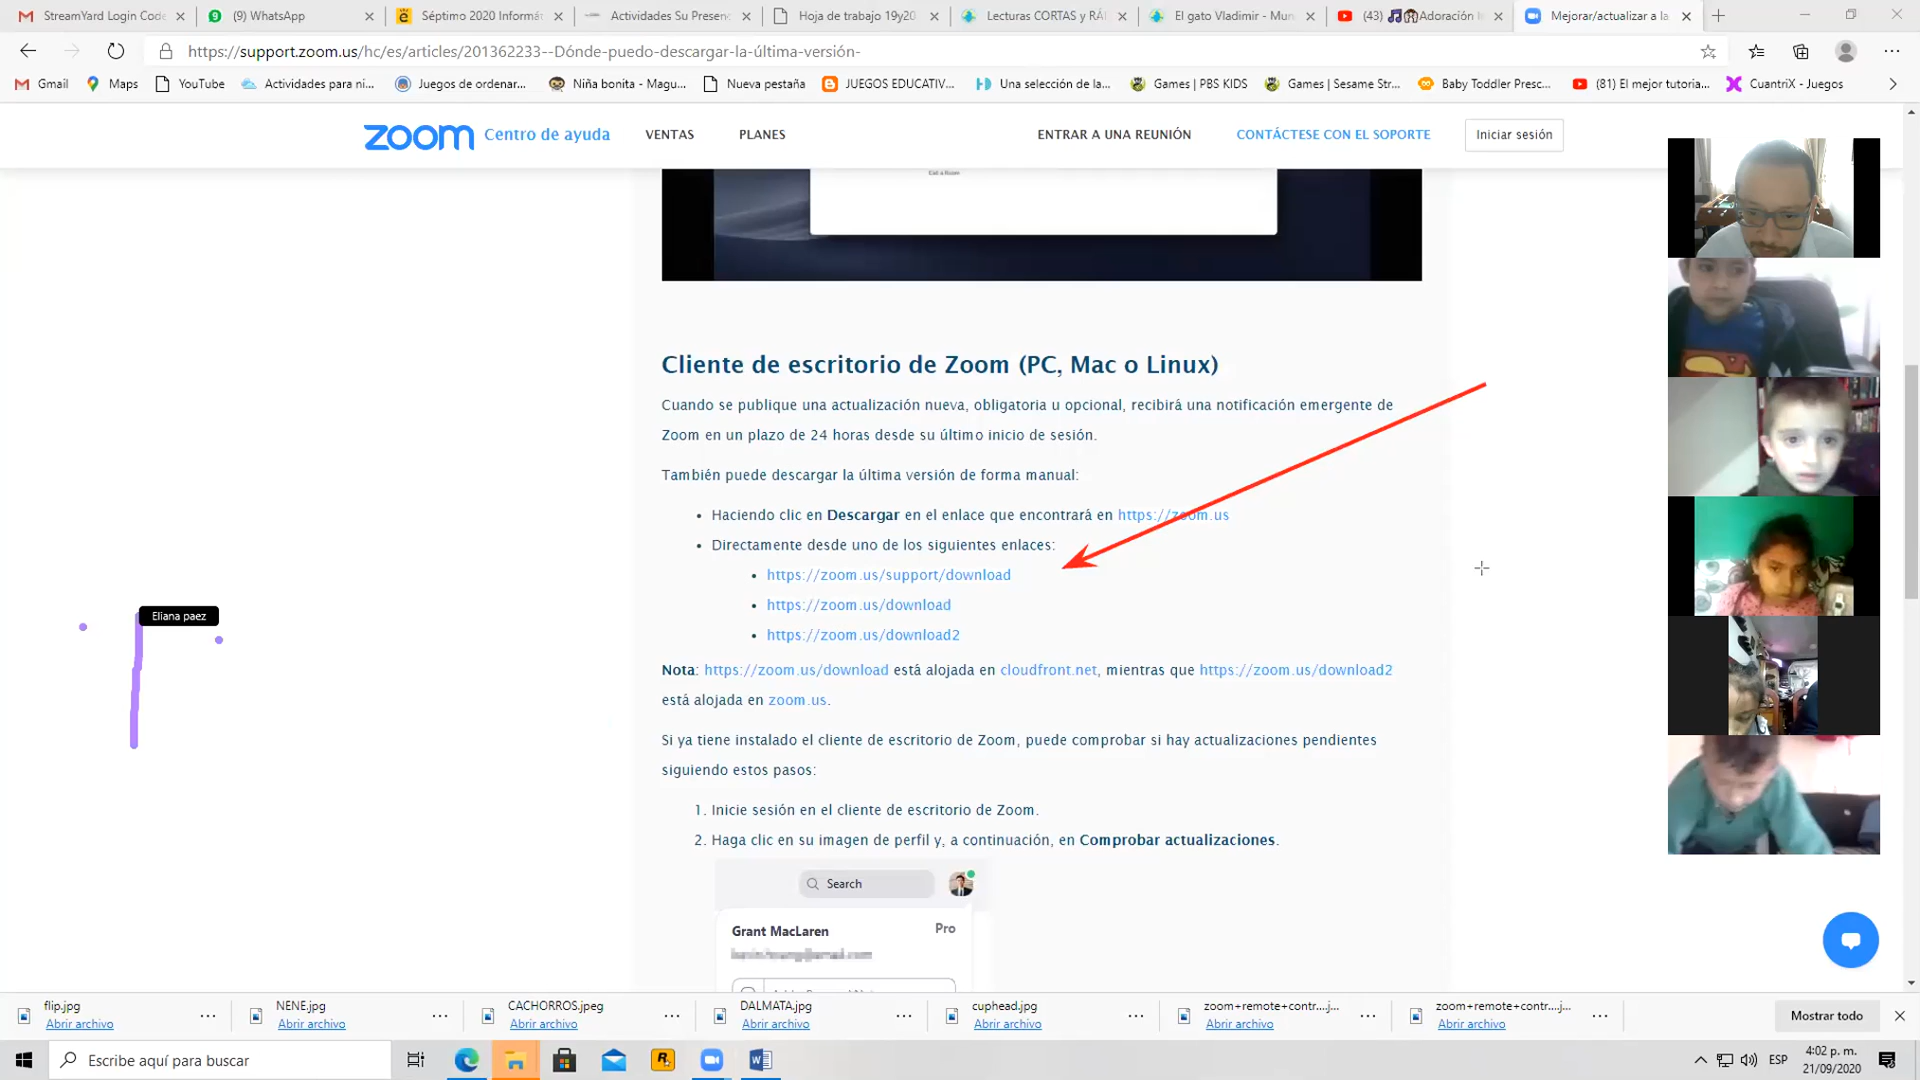 StreamYard Login Code
(9) WhatsApp
Séptimo 2020 Informát
Actividades Su Presenc
Hoja de trabajo 19y20
Lecturas CORTAS y RÁ
El gato Vladimir - Mun
(43)
Adoración
Mejorar/actualizar a la
https://support.zoom.us/hc/es/articles/201362233--Dónde-puedo-descargar-la-última-versión-
Gmail
Maps
YouTube
Actividades para ni...
Juegos de ordenar...
Niña bonita - Magu...
Nueva pestaña
JUEGOS EDUCATIV...
Una selección de la...
Games | PBS KIDS
Games | Sesame Str...
Baby Toddler Presc...
(81) El mejor tutoria...
CuantriX - Juegos
zoom Centro de ayuda
VENTAS
PLANES
ENTRAR A UNA REUNIÓN
CONTÁCTESE CON EL SOPORTE
Iniciar sesión
Cliente de escritorio de Zoom (PC, Mac o Linux)
Cuando se publique una actualización nueva, obligatoria u opcional, recibirá una notificación emergente de
Zoom en un plazo de 24 horas desde su último inicio de sesión.
También puede descargar la última versión de forma manual:
• Haciendo clic en Descargar en el enlace que encontrará en https://zoom.us
• Directamente desde uno de los siguientes enlaces:
• https://zoom.us/support/download
• https://zoom.us/download
• https://zoom.us/download2
Eliana paez
Nota: https://zoom.us/download está alojada en cloudfront.net, mientras que https://zoom.us/download2
está alojada en zoom.us.
Si ya tiene instalado el cliente de escritorio de Zoom, puede comprobar si hay actualizaciones pendientes
siguiendo estos pasos:
1. Inicie sesión en el cliente de escritorio de Zoom.
2. Haga clic en su imagen de perfil y, a continuación, en Comprobar actualizaciones.
Search
Grant MacLaren
Pro
flip.jpg
Abrir archivo
NENE.jpg
Abrir archivo
CACHORROS.jpeg
Abrir archivo
DALMATA.jpg
Abrir archivo
cuphead.jpg
Abrir archivo
zoom+remote+contr....j...
Abrir archivo
zoom+remote+contr....j...
Abrir archivo
Mostrar todo
Escribe aquí para buscar
ESP
4:02 p. m.
21/09/2020